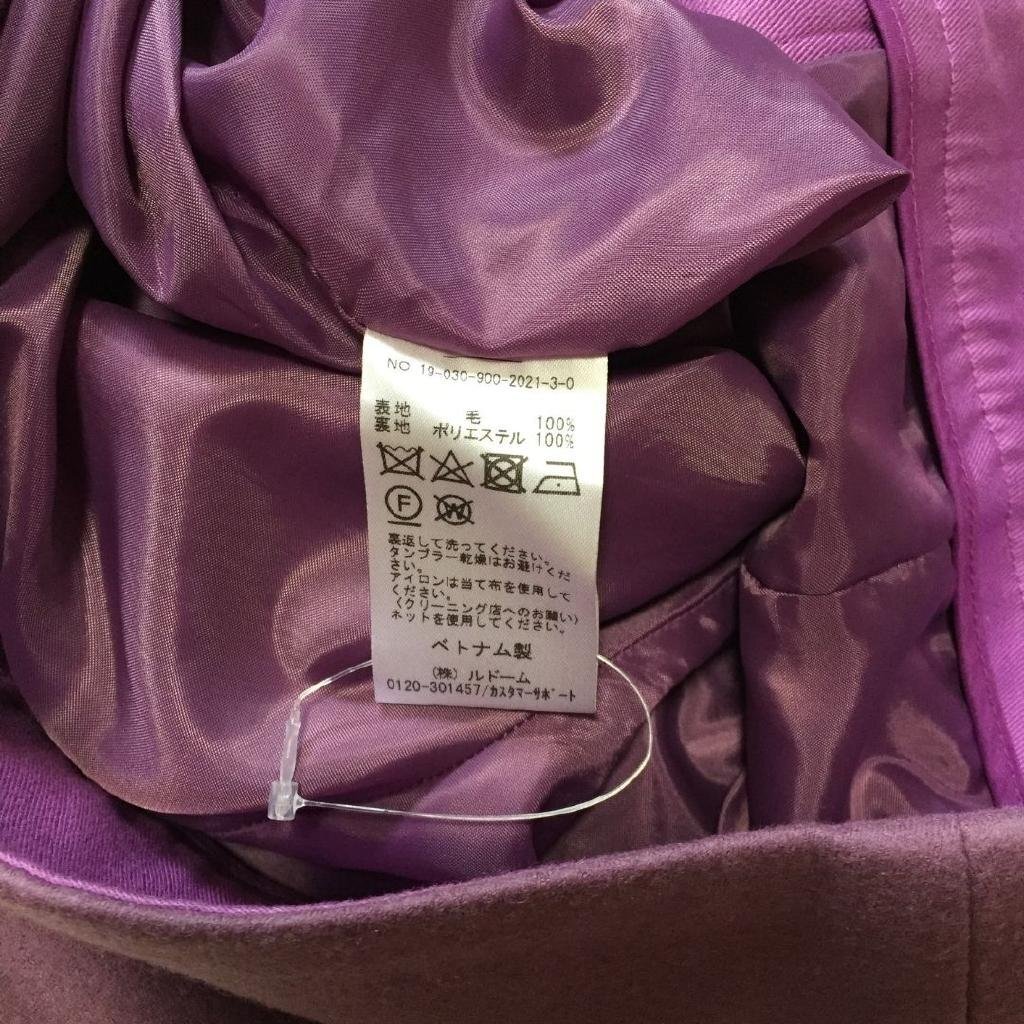 NO 19-030-900-2021-3-0
表地 毛 100%
裏地 ポリエステル 100%
F W
裏返して洗ってください。
タンブラー乾燥はお避けくだ
さい。
アイロンは当て布を使用して
ください。
〈クリーニング店へのお願い〉
ネットを使用してください。
ベトナム製
(株) ルドーム
0120-301457/カスタマーサポート